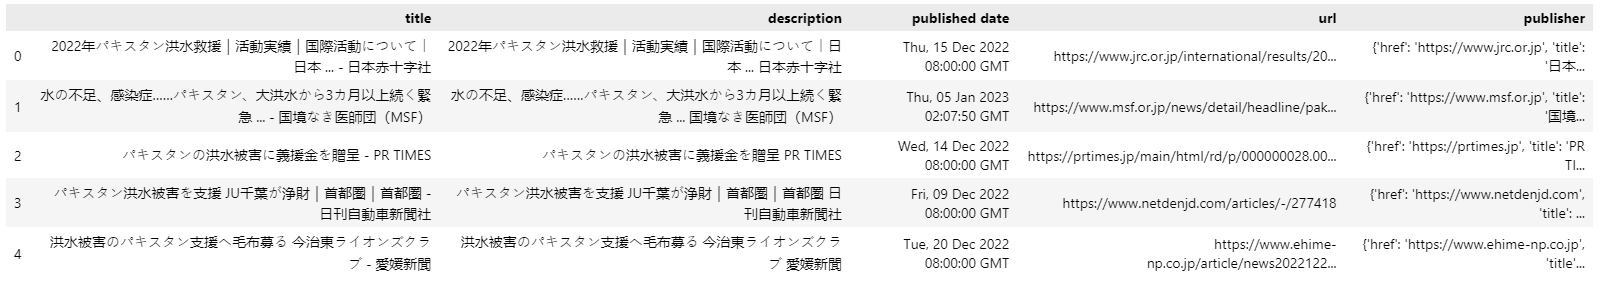 title description published date url publisher
0 2022年パキスタン洪水救援｜活動実績｜国際活動について｜ 2022年パキスタン洪水救援｜活動実績｜国際活動について｜日 Thu, 15 Dec 2022 https://www.jrc.or.jp/international/results/20... {'href': 'https://www.jrc.or.jp', 'title':
日本 ... - 日本赤十字社 本 ... 日本赤十字社 08:00:00 GMT '日本...
1 水の不足、感染症……パキスタン、大洪水から3カ月以上続く緊 水の不足、感染症……パキスタン、大洪水から3カ月以上続く緊 Thu, 05 Jan 2023 https://www.msf.or.jp/news/detail/headline/pak... {'href': 'https://www.msf.or.jp', 'title':
急 ... - 国境なき医師団（MSF） 急 ... 国境なき医師団（MSF） 02:07:50 GMT '国境...
2 パキスタンの洪水被害に義援金を贈呈 - PR TIMES パキスタンの洪水被害に義援金を贈呈 PR TIMES Wed, 14 Dec 2022 https://prtimes.jp/main/html/rd/p/000000028.00... {'href': 'https://prtimes.jp', 'title': 'PR
08:00:00 GMT TI...
3 パキスタン洪水被害を支援 JU千葉が浄財｜首都圏｜首都圏 - パキスタン洪水被害を支援 JU千葉が浄財｜首都圏｜首都圏 日 Fri, 09 Dec 2022 https://www.netdenjd.com/articles/-/277418 {'href': 'https://www.netdenjd.com',
日刊自動車新聞社 刊自動車新聞社 08:00:00 GMT 'title': ...
4 洪水被害のパキスタン支援へ毛布募る 今治東ライオンズクラ 洪水被害のパキスタン支援へ毛布募る 今治東ライオンズクラ Tue, 20 Dec 2022 https://www.ehime- {'href': 'https://www.ehime-np.co.jp',
ブ - 愛媛新聞 ブ 愛媛新聞 08:00:00 GMT np.co.jp/article/news2022122... 'title'...